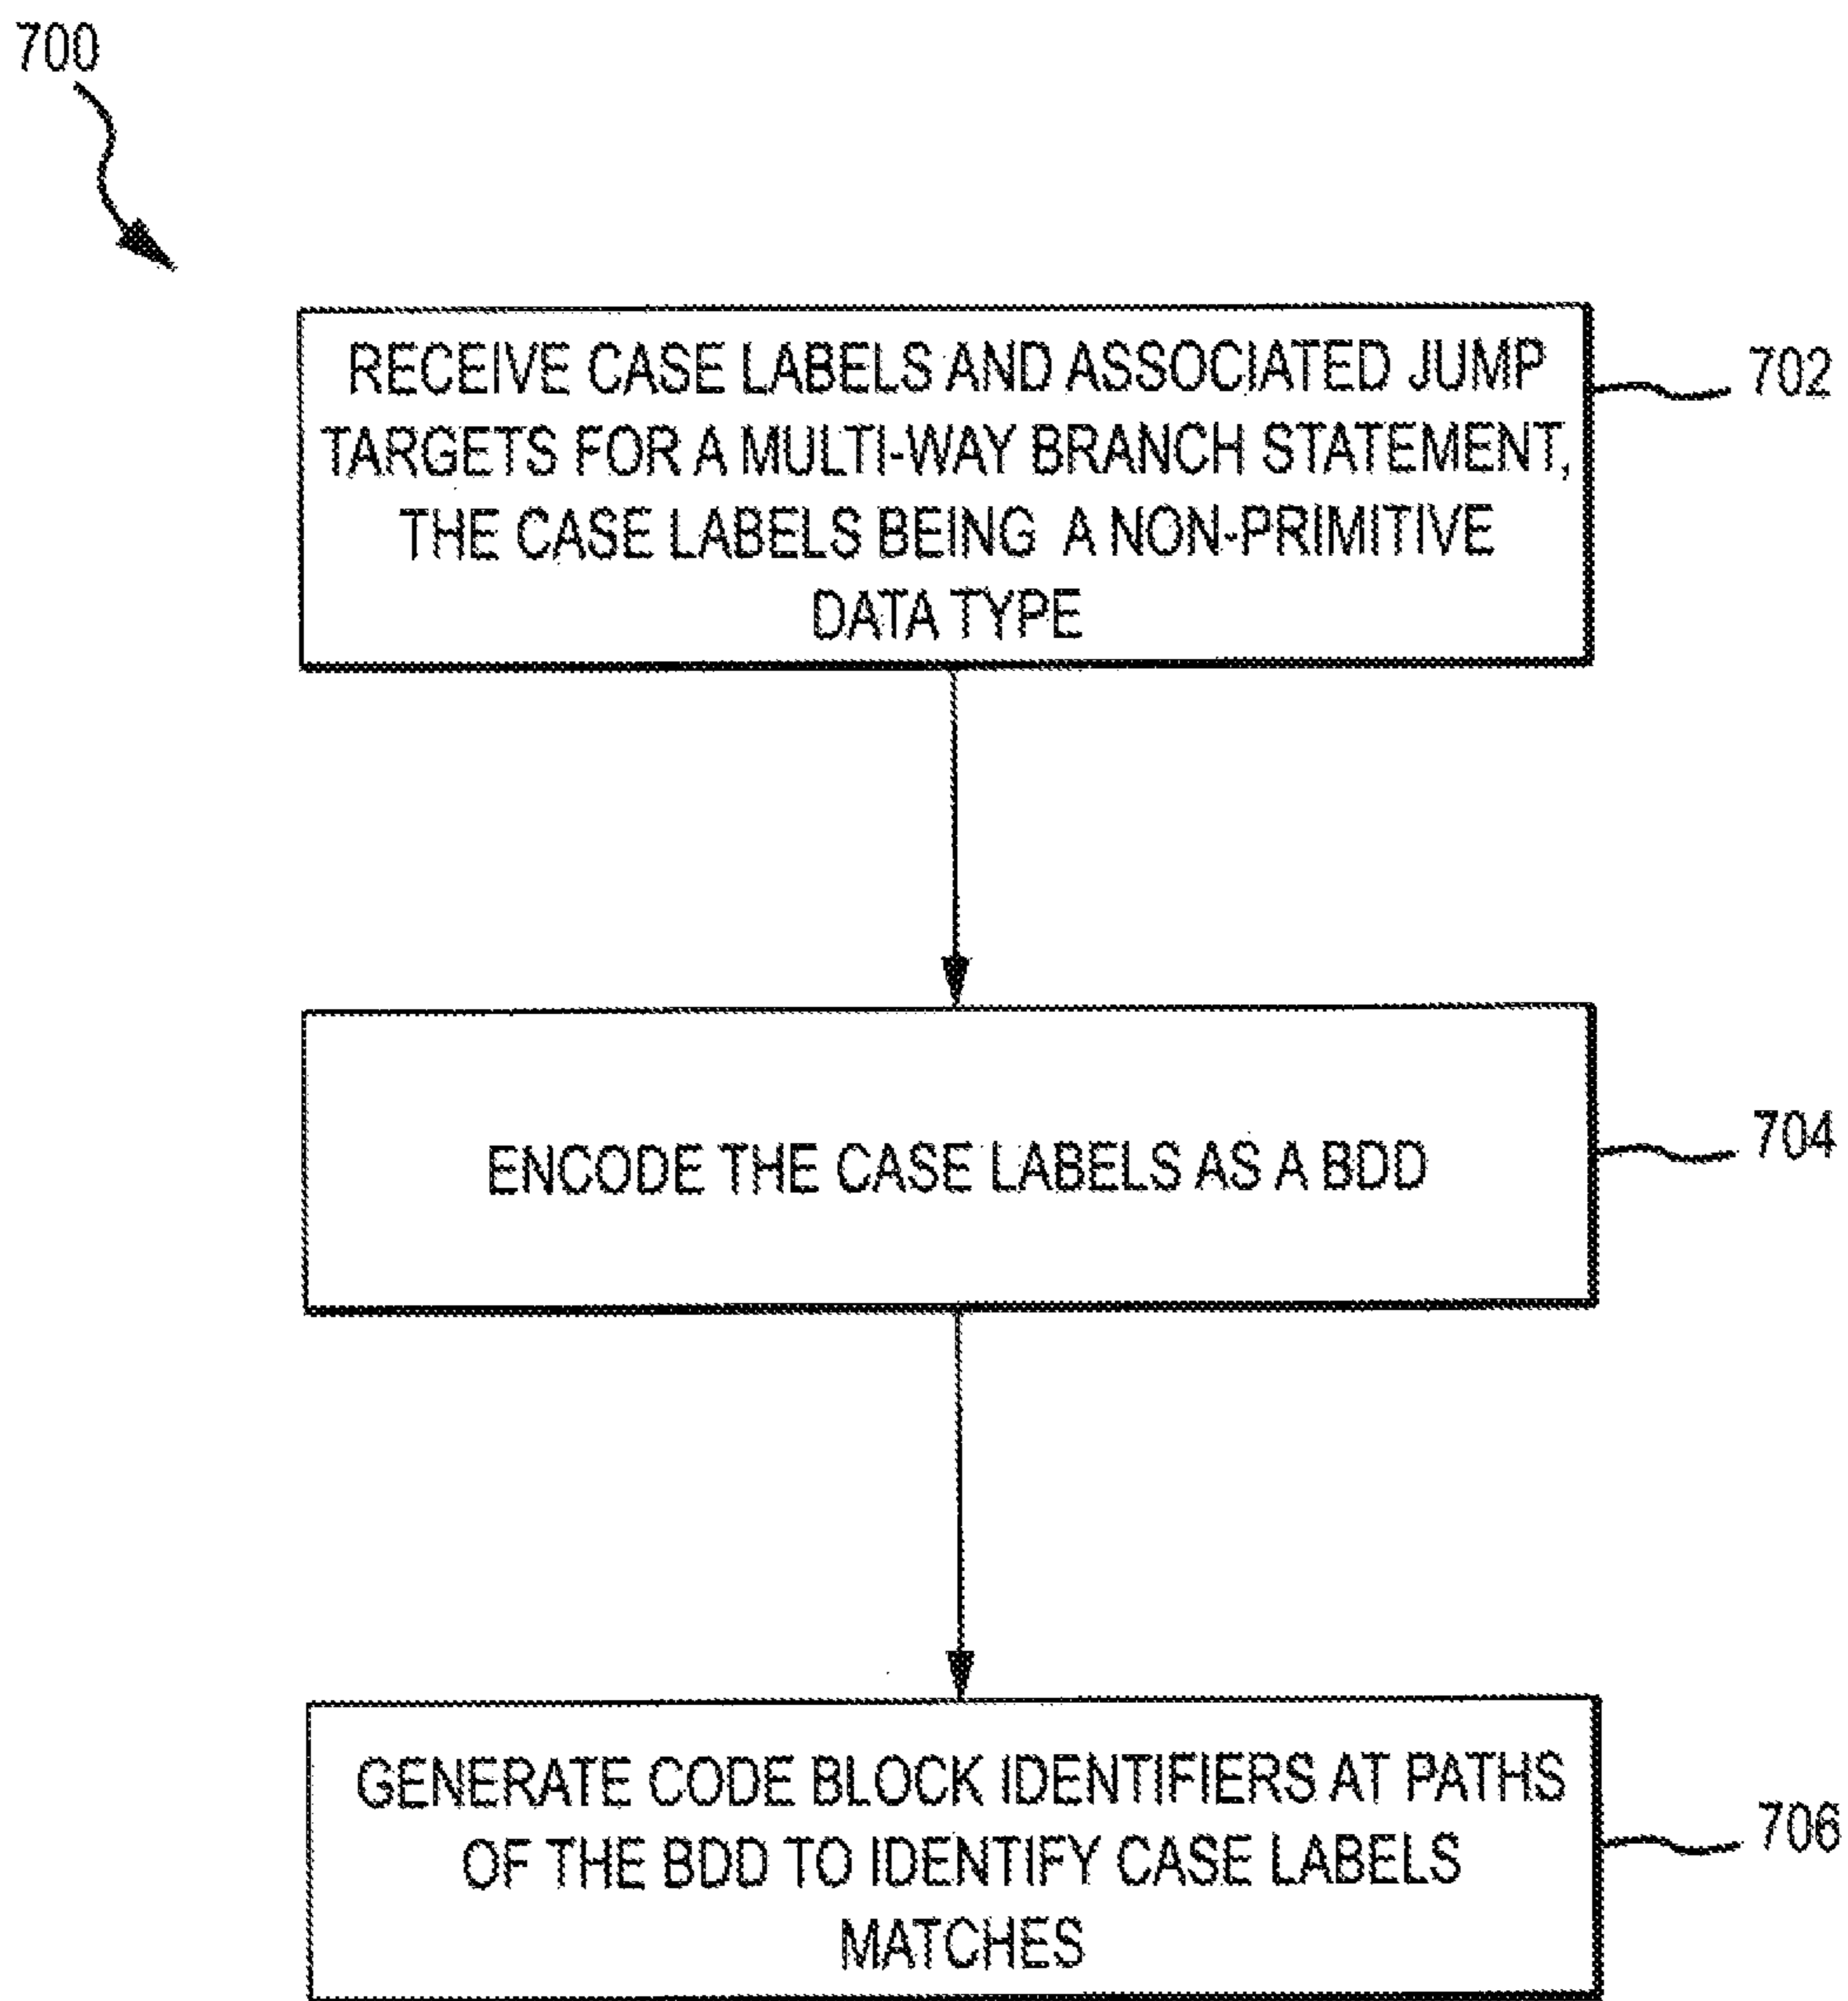 700
RECEIVE CASE LABELS AND ASSOCIATED JUMP
TARGETS FOR A MULTI-WAY BRANCH STATEMENT,
THE CASE LABELS BEING A NON-PRIMITIVE
DATA TYPE
702
ENCODE THE CASE LABELS AS A BDD
704
GENERATE CODE BLOCK IDENTIFIERS AT PATHS
OF THE BDD TO IDENTIFY CASE LABELS
MATCHES
706